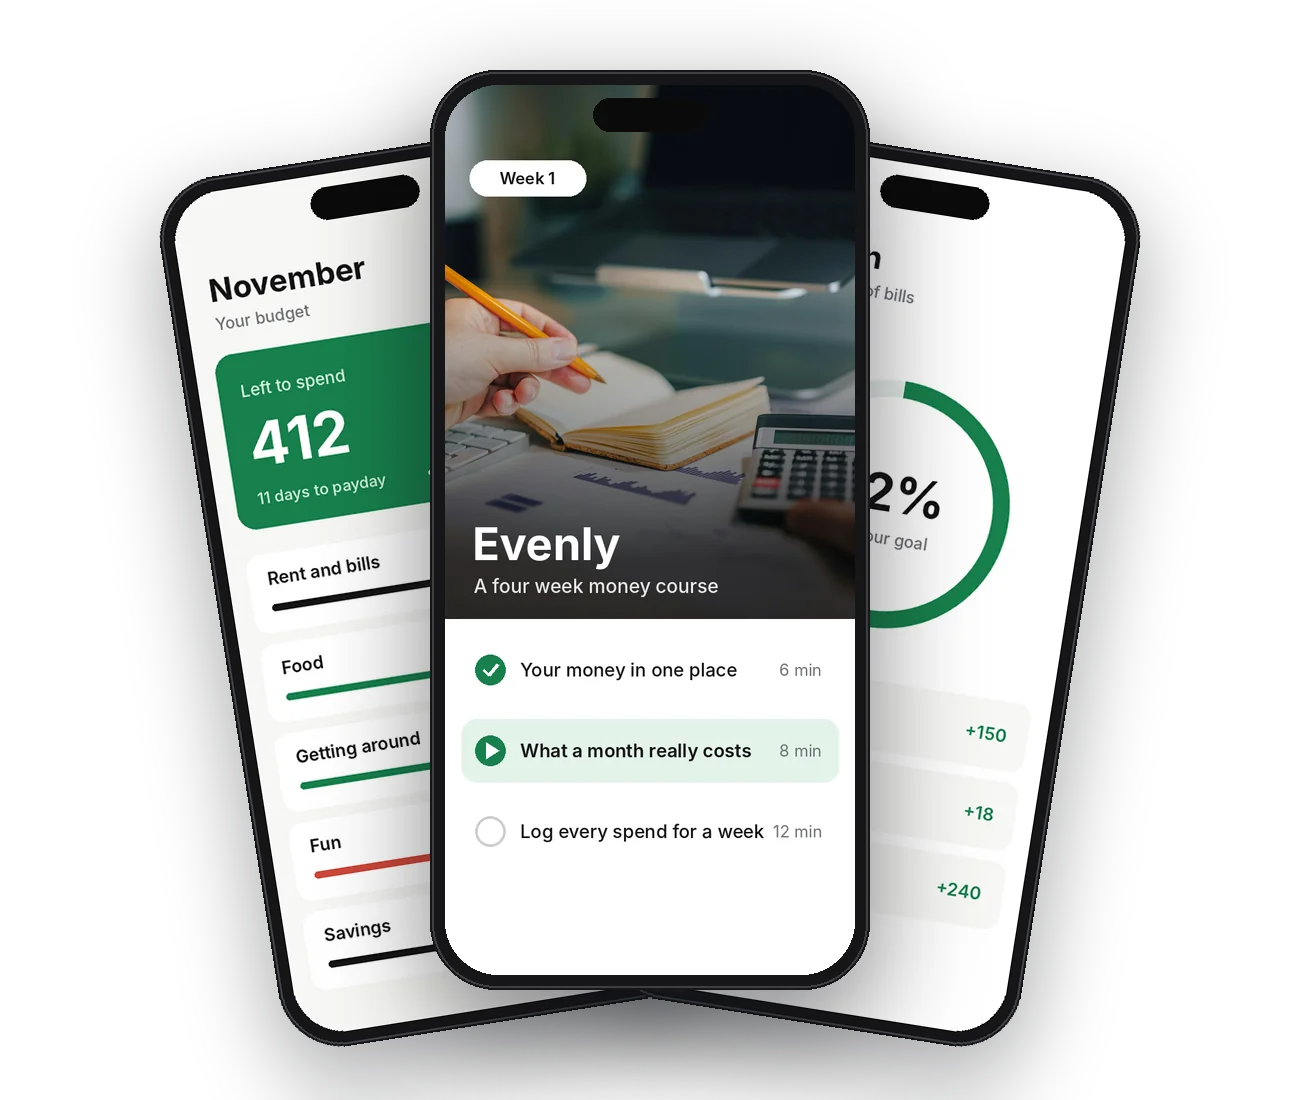 November
Your budget
Left to spend
412
11 days to payday
Rent and bills
Food
Getting around
Fun
Savings
Week 1
Evenly
A four week money course
Your money in one place 6 min
What a month really costs 8 min
Log every spend for a week 12 min
of bills
2%
goal
+150
+18
+240